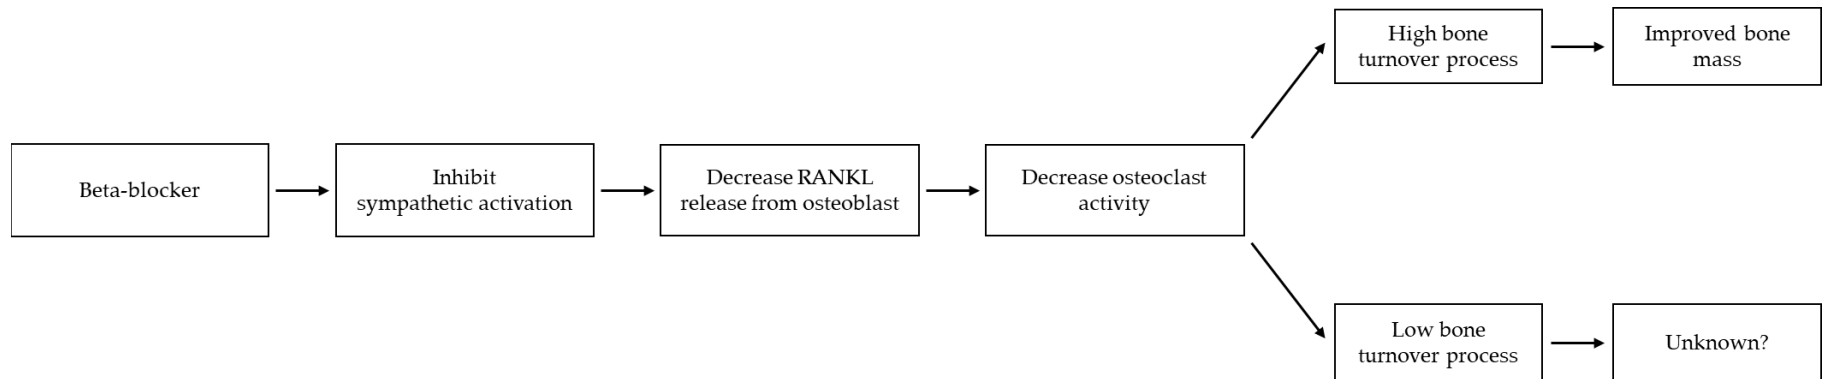 Beta-blocker
Inhibit
sympathetic activation
Decrease RANKL
release from osteoblast
Decrease osteoclast
activity
High bone
turnover process
Improved bone
mass
Low bone
turnover process
Unknown?